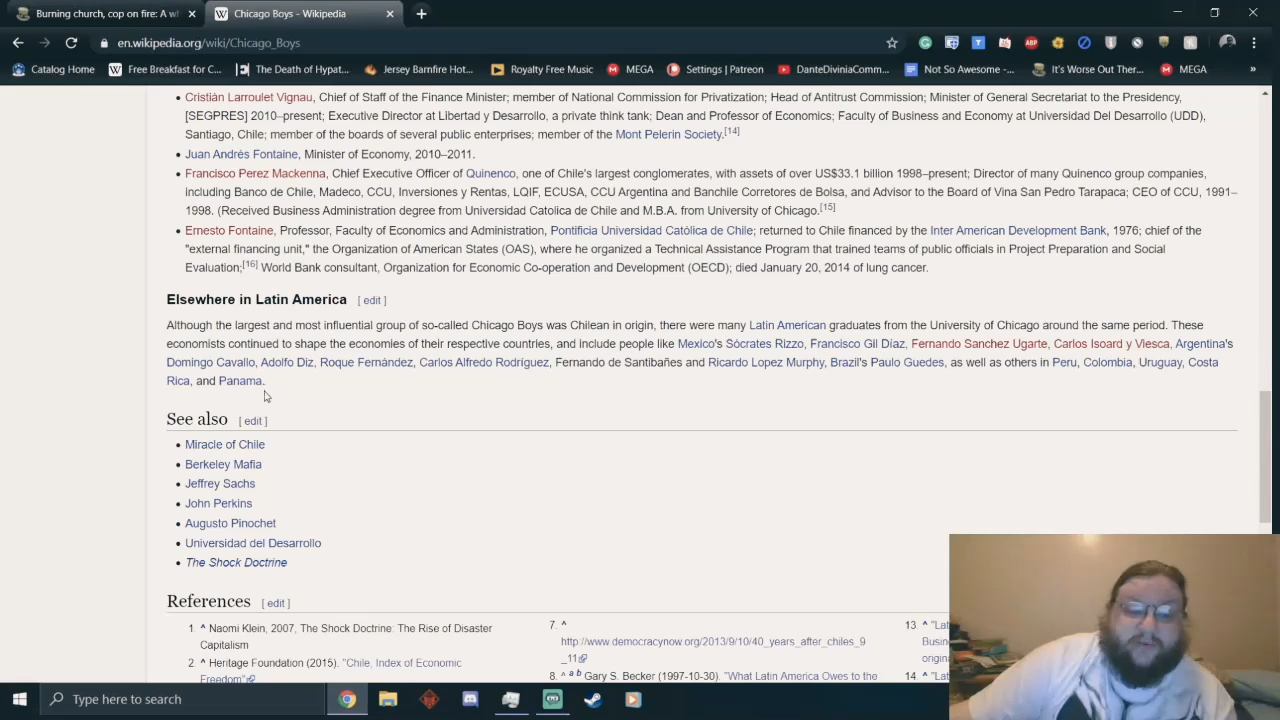 Burning church, cop on fire: A w
Chicago Boys - Wikipedia
en.wikipedia.org/wiki/Chicago_Boys
Catalog Home
Free Breakfast for C...
The Death of Hypat...
Jersey Barnfire Hot...
Royalty Free Music
MEGA
Settings | Patreon
DanteDiviniaComm...
Not So Awesome -...
It's Worse Out Ther...
MEGA
»
• Cristián Larroulet Vignau, Chief of Staff of the Finance Minister; member of National Commission for Privatization; Head of Antitrust Commission; Minister of General Secretariat to the Presidency,
[SEGPRES] 2010–present; Executive Director at Libertad y Desarrollo, a private think tank; Dean and Professor of Economics; Faculty of Business and Economy at Universidad Del Desarrollo (UDD),
Santiago, Chile; member of the boards of several public enterprises; member of the Mont Pelerin Society.[14]
• Juan Andrés Fontaine, Minister of Economy, 2010–2011.
• Francisco Perez Mackenna, Chief Executive Officer of Quinenco, one of Chile's largest conglomerates, with assets of over US$33.1 billion 1998–present; Director of many Quinenco group companies,
including Banco de Chile, Madeco, CCU, Inversiones y Rentas, LQIF, ECUSA, CCU Argentina and Banchile Corretores de Bolsa, and Advisor to the Board of Vina San Pedro Tarapaca; CEO of CCU, 1991–
1998. (Received Business Administration degree from Universidad Catolica de Chile and M.B.A. from University of Chicago.[15]
• Ernesto Fontaine, Professor, Faculty of Economics and Administration, Pontificia Universidad Católica de Chile; returned to Chile financed by the Inter American Development Bank, 1976; chief of the
"external financing unit," the Organization of American States (OAS), where he organized a Technical Assistance Program that trained teams of public officials in Project Preparation and Social
Evaluation;[16] World Bank consultant, Organization for Economic Co-operation and Development (OECD); died January 20, 2014 of lung cancer.
Elsewhere in Latin America [ edit ]
Although the largest and most influential group of so-called Chicago Boys was Chilean in origin, there were many Latin American graduates from the University of Chicago around the same period. These
economists continued to shape the economies of their respective countries, and include people like Mexico's Sócrates Rizzo, Francisco Gil Díaz, Fernando Sanchez Ugarte, Carlos Isoard y Viesca, Argentina's
Domingo Cavallo, Adolfo Diz, Roque Fernández, Carlos Alfredo Rodríguez, Fernando de Santibañes and Ricardo Lopez Murphy, Brazil's Paulo Guedes, as well as others in Peru, Colombia, Uruguay, Costa
Rica, and Panama.
See also [ edit ]
• Miracle of Chile
• Berkeley Mafia
• Jeffrey Sachs
• John Perkins
• Augusto Pinochet
• Universidad del Desarrollo
• The Shock Doctrine
References [ edit ]
1. ^ Naomi Klein, 2007, The Shock Doctrine: The Rise of Disaster
Capitalism
2. ^ Heritage Foundation (2015). "Chile, Index of Economic
Freedom"
7. ^
http://www.democracynow.org/2013/9/10/40_years_after_chiles_9
_11
8. ^ a b Gary S. Becker (1997-10-30). "What Latin America Owes to the
13. ^ "Lat
Busin
origina
14. ^ "Lat
Type here to search